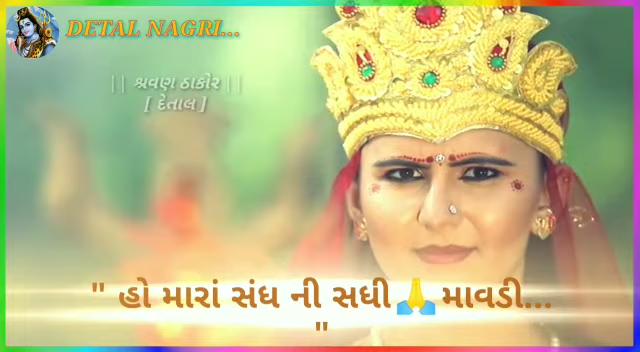 DETAL NAGRI...
|| શ્રવણ ઠાકોર ||
[ દેતાલ ]
" હો મારાં સંઘ ની સધી🙏માવડી...
"